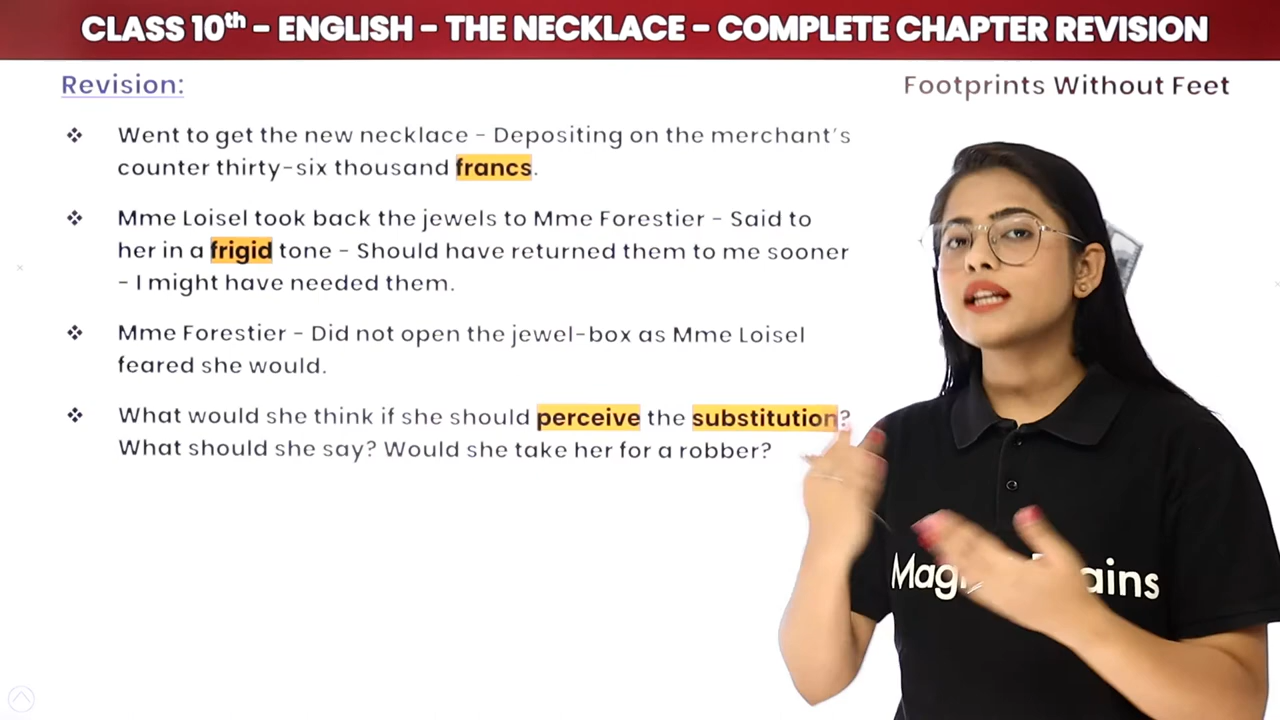 CLASS 10th - ENGLISH - THE NECKLACE - COMPLETE CHAPTER REVISION
Revision:
Footprints Without Feet
❖ Went to get the new necklace - Depositing on the merchant's
counter thirty-six thousand francs.
❖ Mme Loisel took back the jewels to Mme Forestier - Said to
her in a frigid tone - Should have returned them to me sooner
- I might have needed them.
❖ Mme Forestier - Did not open the jewel-box as Mme Loisel
feared she would.
❖ What would she think if she should perceive the substitution?
What should she say? Would she take her for a robber?